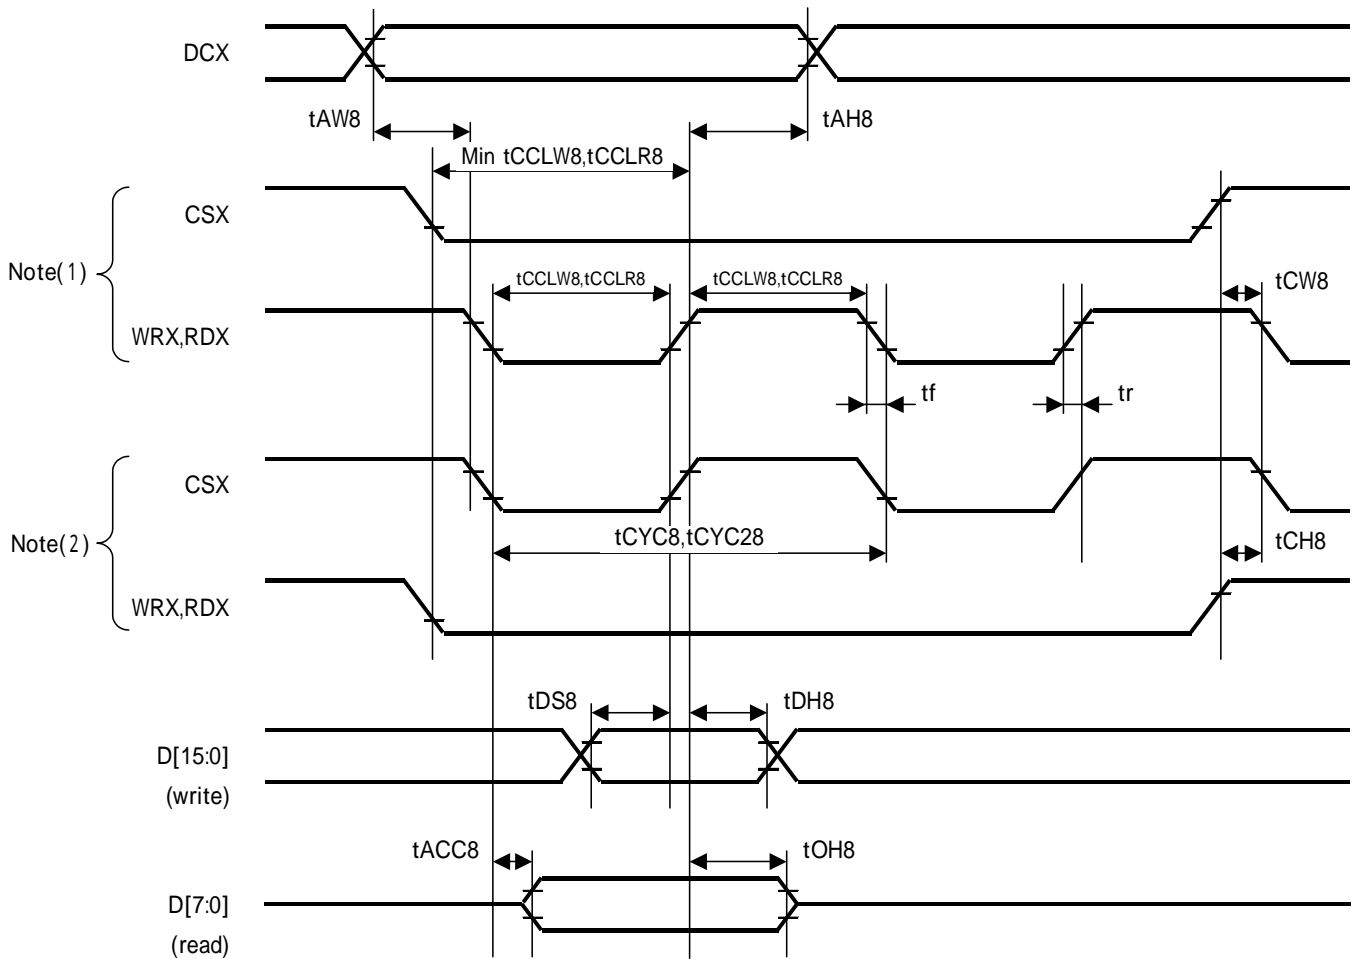 DCX
tAW8
tAH8
Min tCCLW8,tCCLR8
CSX
Note(1)
tCCLW8,tCCLR8
tCCLW8,tCCLR8
tCW8
WRX,RDX
tf
tr
CSX
Note(2)
tCYC8,tCYC28
tCH8
WRX,RDX
tDS8
tDH8
D[15:0]
(write)
tACC8
tOH8
D[7:0]
(read)